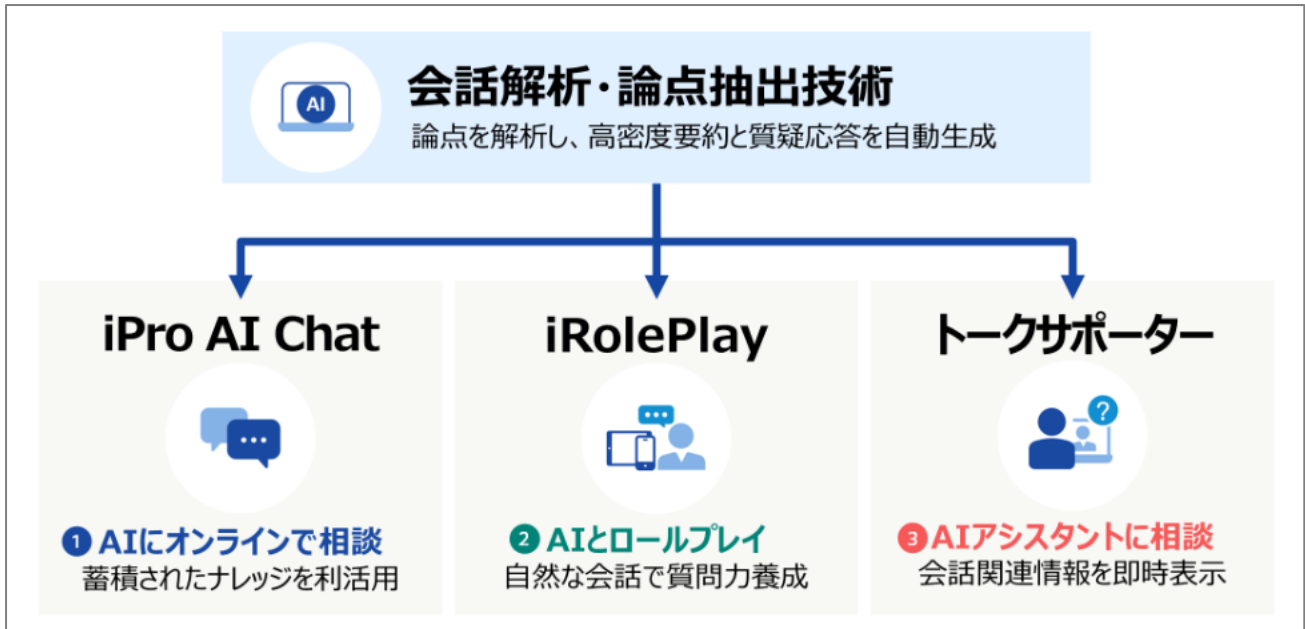 AI
会話解析・論点抽出技術
論点を解析し、高密度要約と質疑応答を自動生成
iPro AI Chat
❶ AIにオンラインで相談
蓄積されたナレッジを利活用
iRolePlay
❷ AIとロールプレイ
自然な会話で質問力養成
トークサポーター
?
❸ AIアシスタントに相談
会話関連情報を即時表示